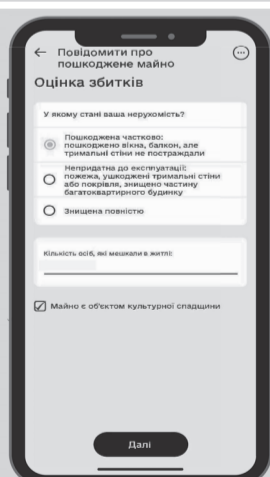 Повідомити про
пошкоджене майно
Оцінка збитків
У якому стані ваша нерухомість?
Пошкоджена частково:
пошкоджено вікна, балкон, але
тримальні стіни не постраждали
Непридатна до експлуатації:
пожежа, ушкоджені тримальні стіни
або покрівля, знищено частину
багатоквартирного будинку
Знищена повністю
Кількість осіб, які мешкали в житлі:
Майно є об'єктом культурної спадщини
Далі